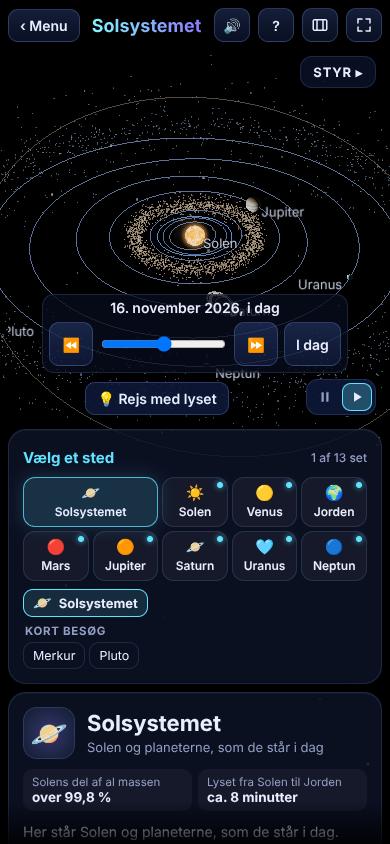 ‹ Menu Solsystemet ?
STYR ▸
Jupiter
Solen
Uranus
16. november 2026, i dag
Pluto
I dag
Neptun
Rejs med lyset
Vælg et sted 1 af 13 set
Solsystemet Solen Venus Jorden
Mars Jupiter Saturn Uranus Neptun
Solsystemet
KORT BESØG
Merkur Pluto
Solsystemet
Solen og planeterne, som de står i dag
Solens del af al massen
over 99,8 %
Lyset fra Solen til Jorden
ca. 8 minutter
Her står Solen og planeterne, som de står i dag.